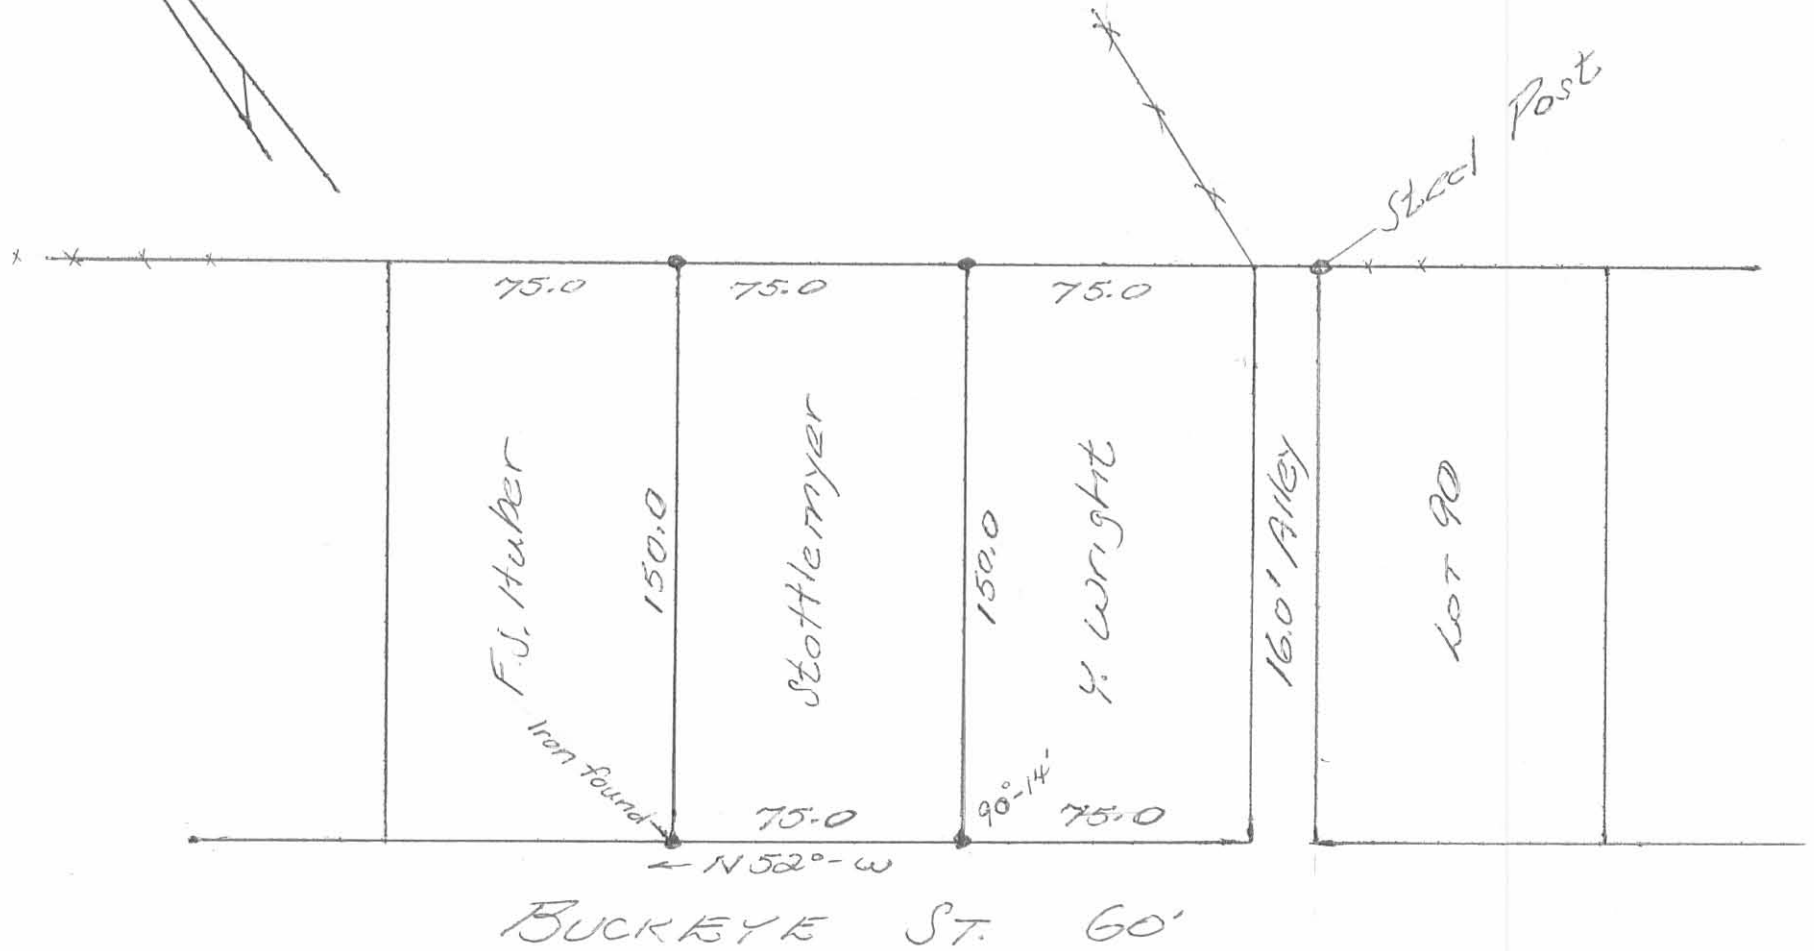 Steel Post
75.0
75.0
75.0
F.J. Huber
150.0
Stottlemyer
150.0
Y. Wright
16.0' Alley
Lot 90
Iron found
75.0
90°-14'
75.0
← N 52°-W
BUCKEYE ST. 60'